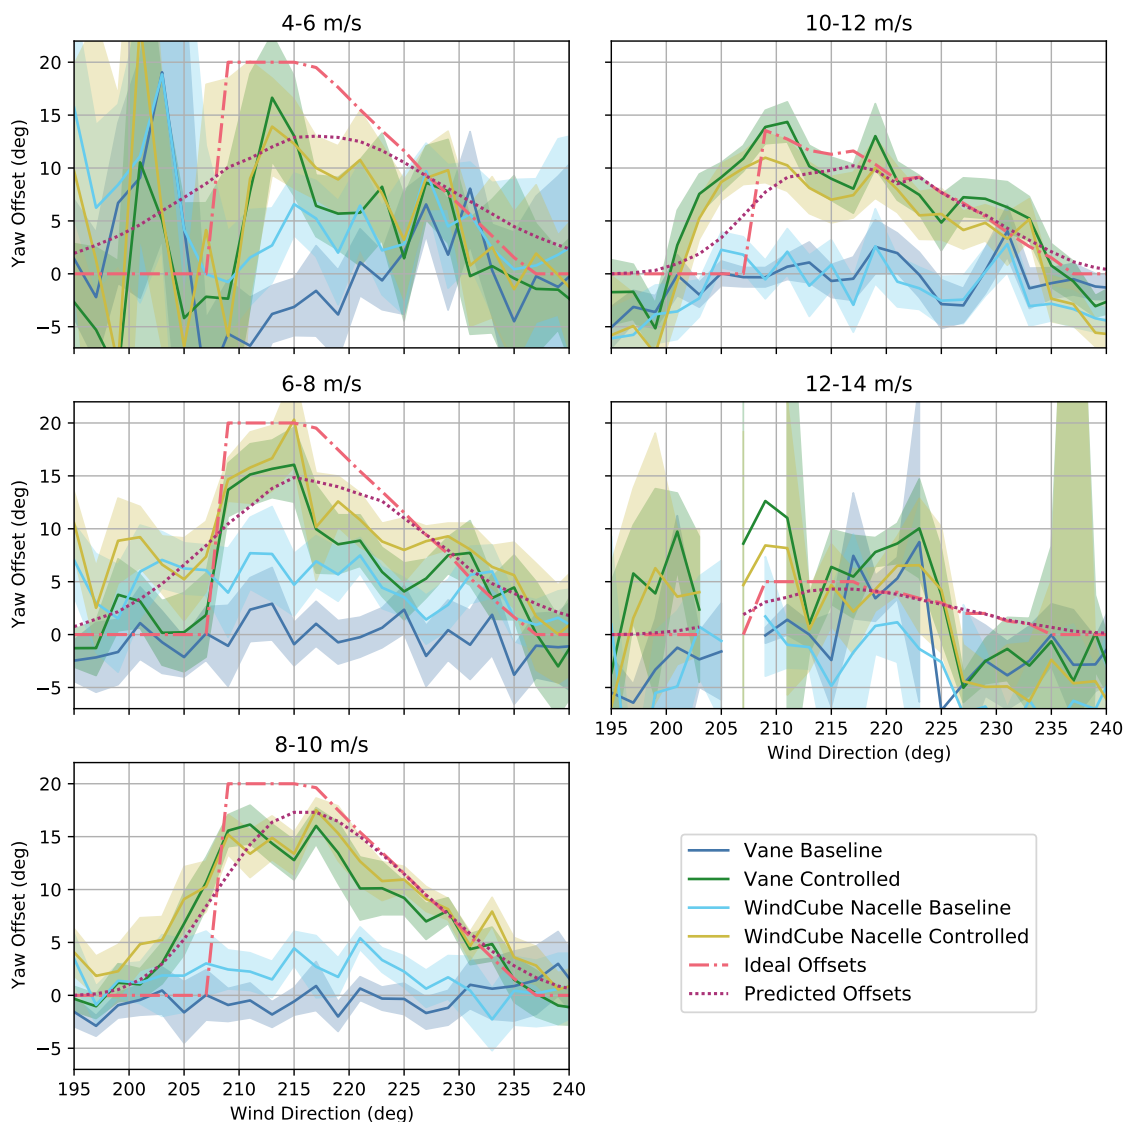 4-6 m/s
20
15
10
5
0
−5
Yaw Offset (deg)
10-12 m/s
6-8 m/s
20
15
10
5
0
−5
Yaw Offset (deg)
12-14 m/s
195 200 205 210 215 220 225 230 235 240
Wind Direction (deg)
8-10 m/s
20
15
10
5
0
−5
Yaw Offset (deg)
195 200 205 210 215 220 225 230 235 240
Wind Direction (deg)
Vane Baseline
Vane Controlled
WindCube Nacelle Baseline
WindCube Nacelle Controlled
Ideal Offsets
Predicted Offsets